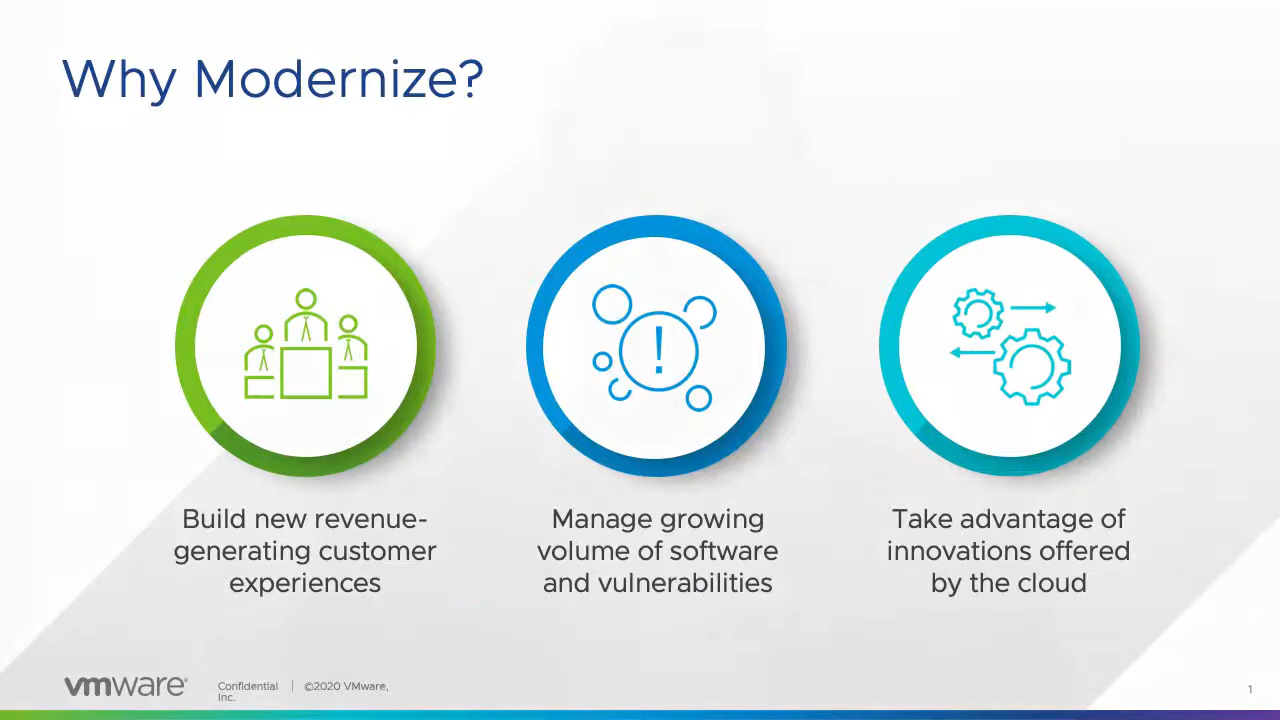 Why Modernize?
!
Build new revenue-
generating customer
experiences
Manage growing
volume of software
and vulnerabilities
Take advantage of
innovations offered
by the cloud
vmware®
Confidential | ©2020 VMware,
Inc.
1